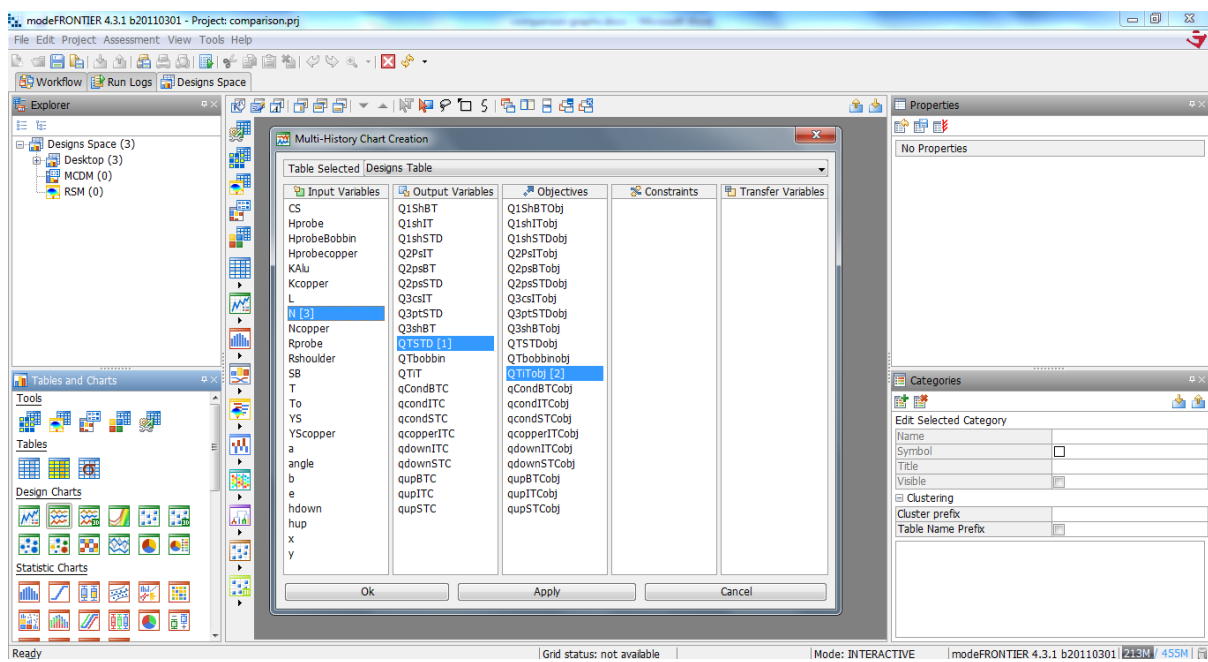 modeFRONTIER 4.3.1 b20110301 - Project: comparison.prj
File Edit Project Assessment View Tools Help
Workflow Run Logs Designs Space
Explorer
Designs Space (3)
Desktop (3)
MCDM (0)
RSM (0)
Tables and Charts
Tools
Tables
Design Charts
Statistic Charts
Multi-History Chart Creation
Table Selected Designs Table
Input Variables
CS
Hprobe
HprobeBobbin
Hprobecopper
KAlu
Kcopper
L
N [3]
Ncopper
Rprobe
Rshoulder
SB
T
To
YS
YScopper
a
angle
b
e
hdown
hup
x
y
Output Variables
Q1ShBT
Q1shIT
Q1shSTD
Q2PsIT
Q2psBT
Q2psSTD
Q3csIT
Q3ptSTD
Q3shBT
QTSTD [1]
QTbobbin
QTiT
qCondBTC
qcondITC
qcondSTC
qcopperITC
qdownITC
qdownSTC
qupBTC
qupITC
qupSTC
Objectives
Q1ShBTObj
Q1shITobj
Q1shSTDobj
Q2PsITobj
Q2psBTobj
Q2psSTDobj
Q3csITobj
Q3ptSTDobj
Q3shBTobj
QTSTDobj
QTbobbinobj
QTiTobj [2]
qCondBTCobj
qcondITCobj
qcondSTCobj
qcopperITCobj
qdownITCobj
qdownSTCobj
qupBTCobj
qupITCobj
qupSTCobj
Constraints
Transfer Variables
Ok Apply Cancel
Properties
No Properties
Categories
Edit Selected Category
Name
Symbol
Title
Visible
Clustering
Cluster prefix
Table Name Prefix
Ready
Grid status: not available
Mode: INTERACTIVE
modeFRONTIER 4.3.1 b20110301
213M / 455M